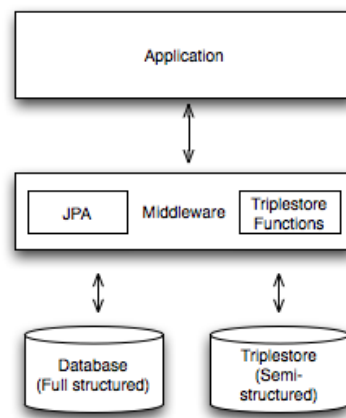 Application
JPA
Middleware
Triplestore
Functions
Database
(Full structured)
Triplestore
(Semi-
structured)